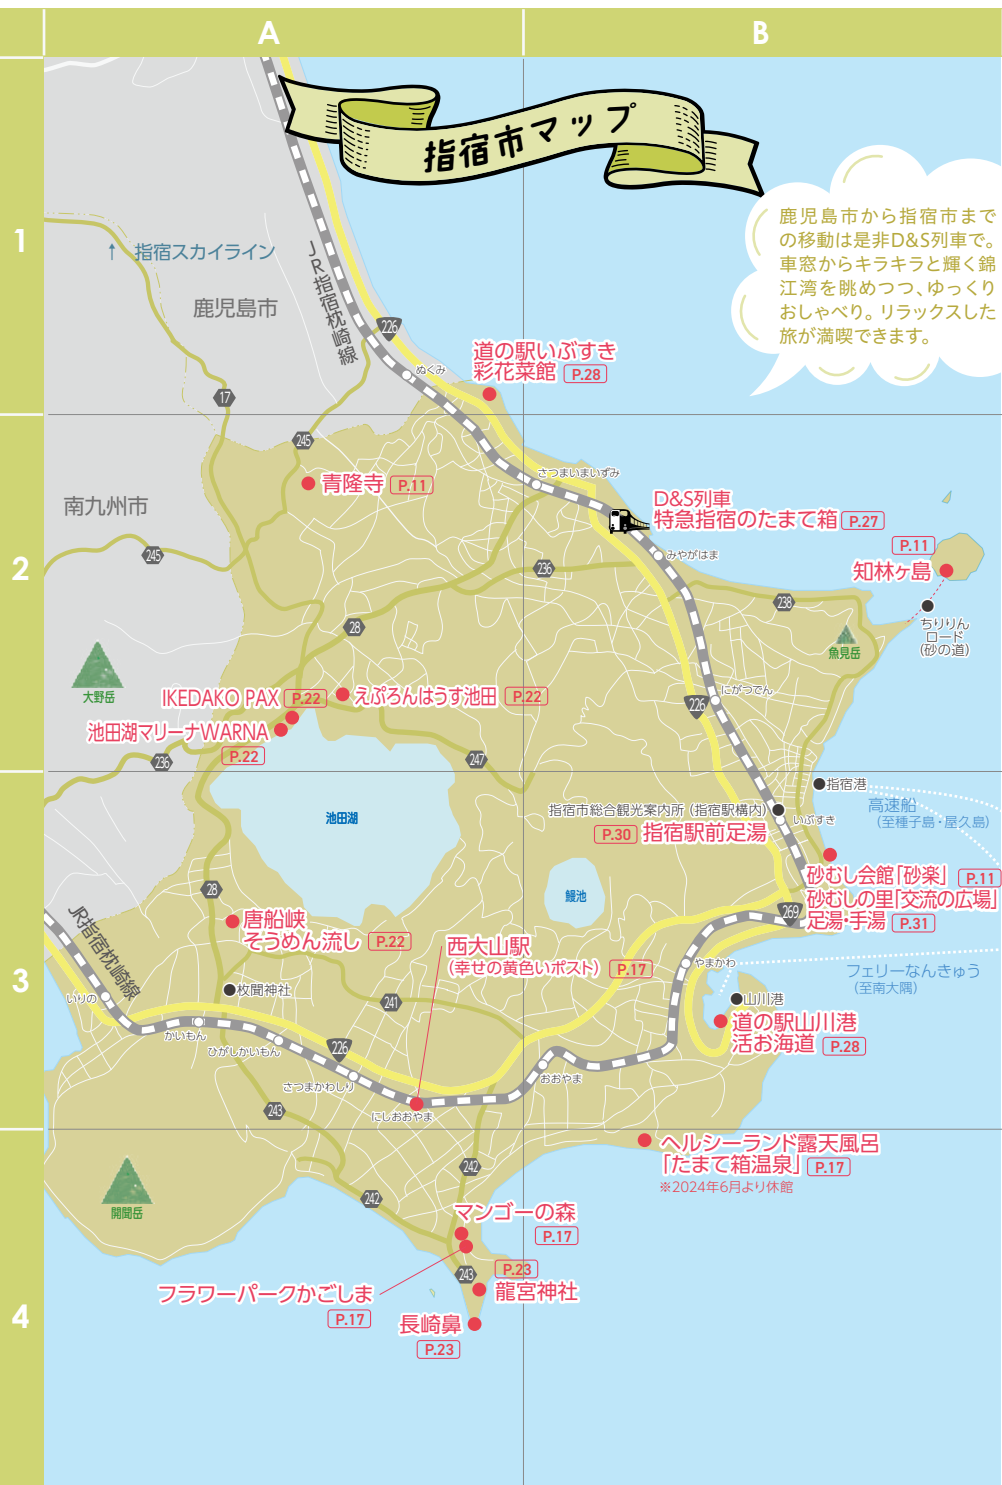 A
B
指宿市マップ
1
鹿児島市から指宿市まで
の移動は是非D&S列車で。
車窓からキラキラと輝く錦
江湾を眺めつつ、ゆっくり
おしゃべり。リラックスした
旅が満喫できます。
↑ 指宿スカイライン
鹿児島市
JR指宿枕崎線
226
ぬくみ
道の駅いぶすき
彩花菜館 P.28
17
245
2
青隆寺 P.11
南九州市
245
さつまいまいずみ
D&S列車
特急指宿のたまて箱 P.27
みやがはま
P.11
知林ヶ島
ちりりん
ロード
(砂の道)
236
238
28
魚見岳
大野岳
IKEDAKO PAX P.22
えぷろんはうす池田 P.22
池田湖マリーナWARNA
P.22
236
247
にがつでん
226
3
池田湖
指宿港
高速船
(至種子島・屋久島)
指宿市総合観光案内所(指宿駅構内)
いぶすき
P.30 指宿駅前足湯
鰻池
砂むし会館「砂楽」 P.11
砂むしの里「交流の広場」
足湯・手湯 P.31
269
28
唐船峡
そうめん流し P.22
西大山駅
(幸せの黄色いポスト) P.17
JR指宿枕崎線
やまかわ
フェリーなんきゅう
(至南大隅)
いりの
枚聞神社
241
山川港
道の駅山川港
活お海道 P.28
かいもん
ひがしかいもん
226
さつまかわしり
おおやま
243
にしおおやま
4
ヘルシーランド露天風呂
「たまて箱温泉」 P.17
※2024年6月より休館
開聞岳
242
242
マンゴーの森
P.17
243
P.23
龍宮神社
フラワーパークかごしま
P.17
長崎鼻
P.23